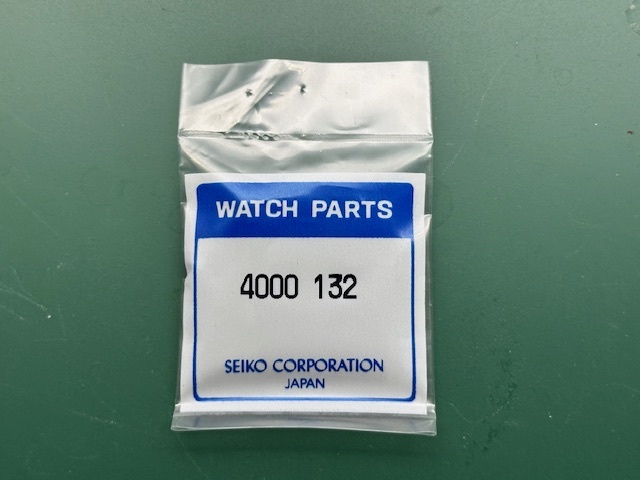 WATCH PARTS
4000 132
SEIKO CORPORATION
JAPAN